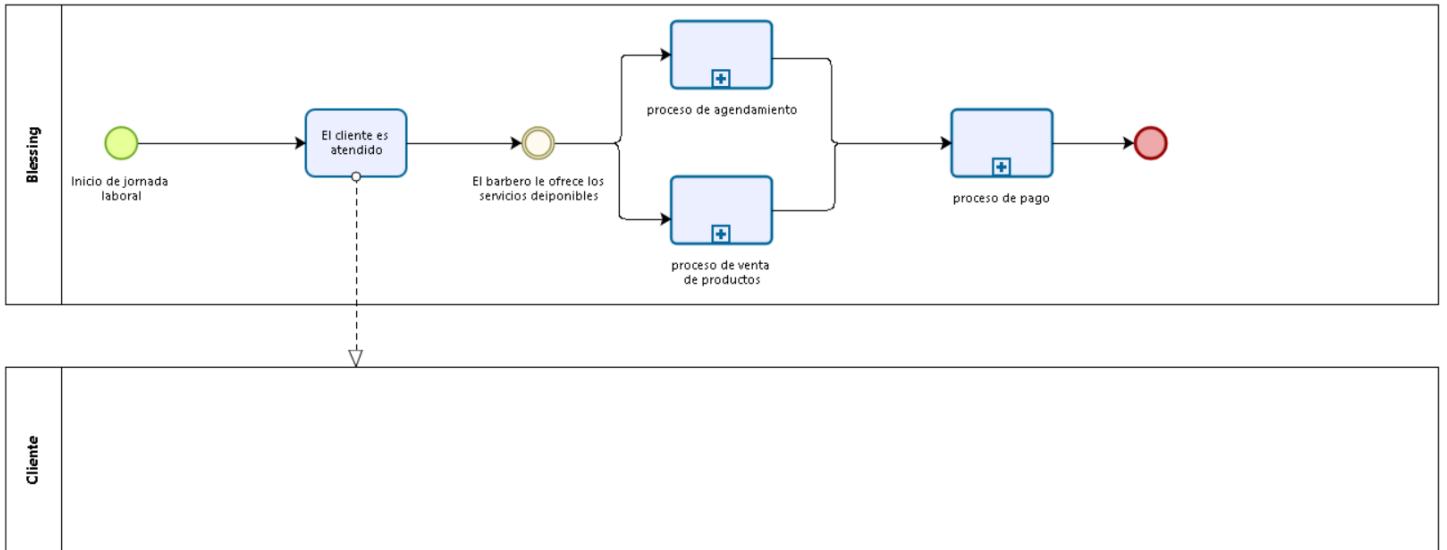 Blessing
Inicio de jornada
laboral
El cliente es
atendido
El barbero le ofrece los
servicios deiponibles
proceso de agendamiento
proceso de venta
de productos
proceso de pago
Cliente